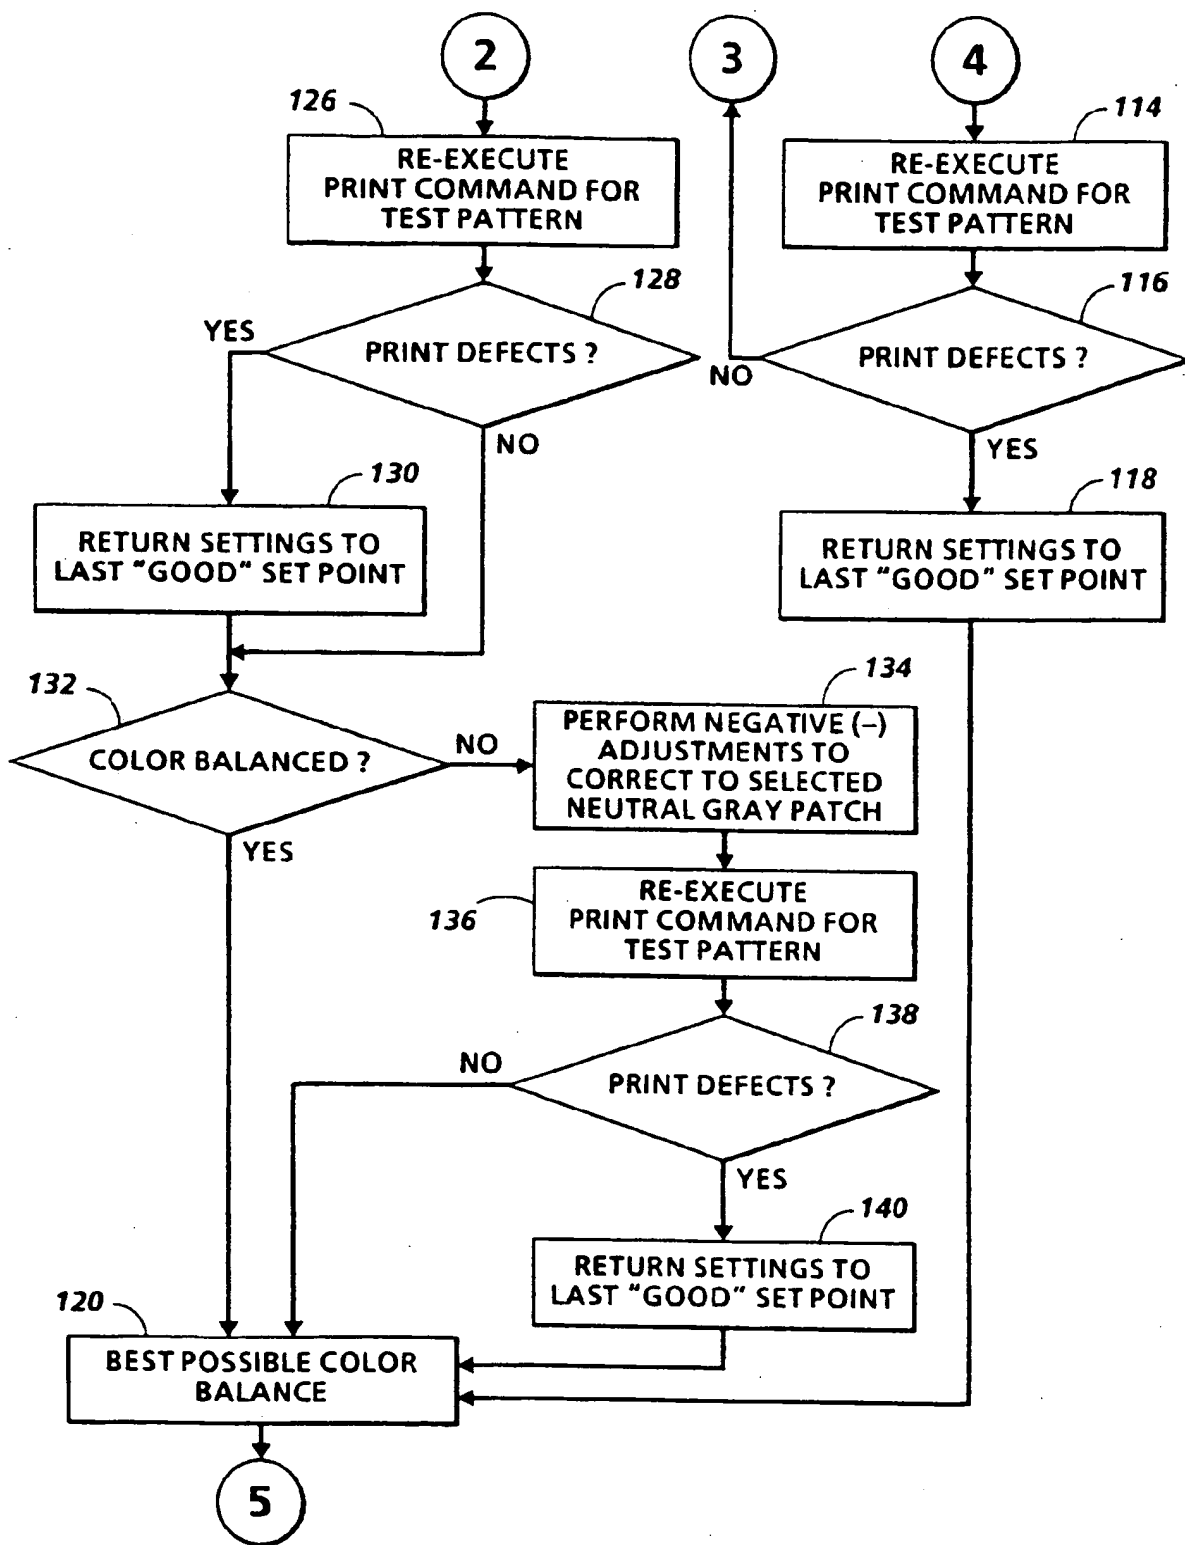 2
3
4
126
114
RE-EXECUTE
PRINT COMMAND FOR
TEST PATTERN
RE-EXECUTE
PRINT COMMAND FOR
TEST PATTERN
128
116
YES
PRINT DEFECTS ?
NO
PRINT DEFECTS ?
NO
YES
130
118
RETURN SETTINGS TO
LAST "GOOD" SET POINT
RETURN SETTINGS TO
LAST "GOOD" SET POINT
132
134
COLOR BALANCED ?
NO
PERFORM NEGATIVE (–)
ADJUSTMENTS TO
CORRECT TO SELECTED
NEUTRAL GRAY PATCH
YES
136
RE-EXECUTE
PRINT COMMAND FOR
TEST PATTERN
138
NO
PRINT DEFECTS ?
YES
140
RETURN SETTINGS TO
LAST "GOOD" SET POINT
120
BEST POSSIBLE COLOR
BALANCE
5